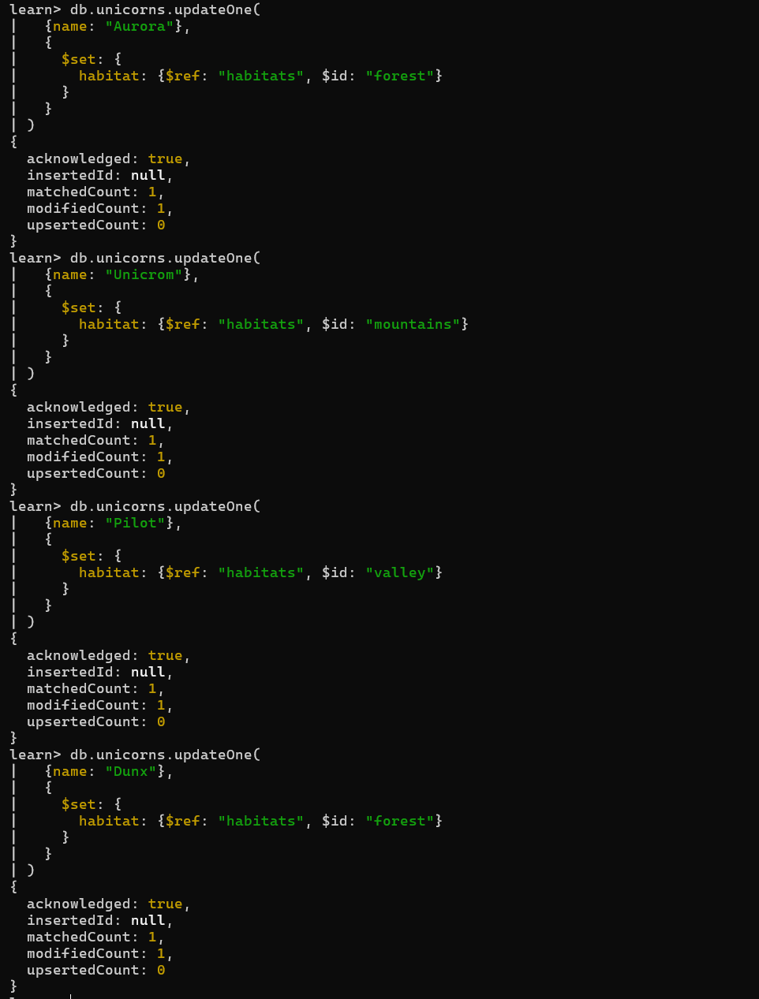 learn> db.unicorns.updateOne(
|   {name: "Aurora"},
|   {
|     $set: {
|       habitat: {$ref: "habitats", $id: "forest"}
|     }
|   }
| )
{
  acknowledged: true,
  insertedId: null,
  matchedCount: 1,
  modifiedCount: 1,
  upsertedCount: 0
}
learn> db.unicorns.updateOne(
|   {name: "Unicrom"},
|   {
|     $set: {
|       habitat: {$ref: "habitats", $id: "mountains"}
|     }
|   }
| )
{
  acknowledged: true,
  insertedId: null,
  matchedCount: 1,
  modifiedCount: 1,
  upsertedCount: 0
}
learn> db.unicorns.updateOne(
|   {name: "Pilot"},
|   {
|     $set: {
|       habitat: {$ref: "habitats", $id: "valley"}
|     }
|   }
| )
{
  acknowledged: true,
  insertedId: null,
  matchedCount: 1,
  modifiedCount: 1,
  upsertedCount: 0
}
learn> db.unicorns.updateOne(
|   {name: "Dunx"},
|   {
|     $set: {
|       habitat: {$ref: "habitats", $id: "forest"}
|     }
|   }
| )
{
  acknowledged: true,
  insertedId: null,
  matchedCount: 1,
  modifiedCount: 1,
  upsertedCount: 0
}